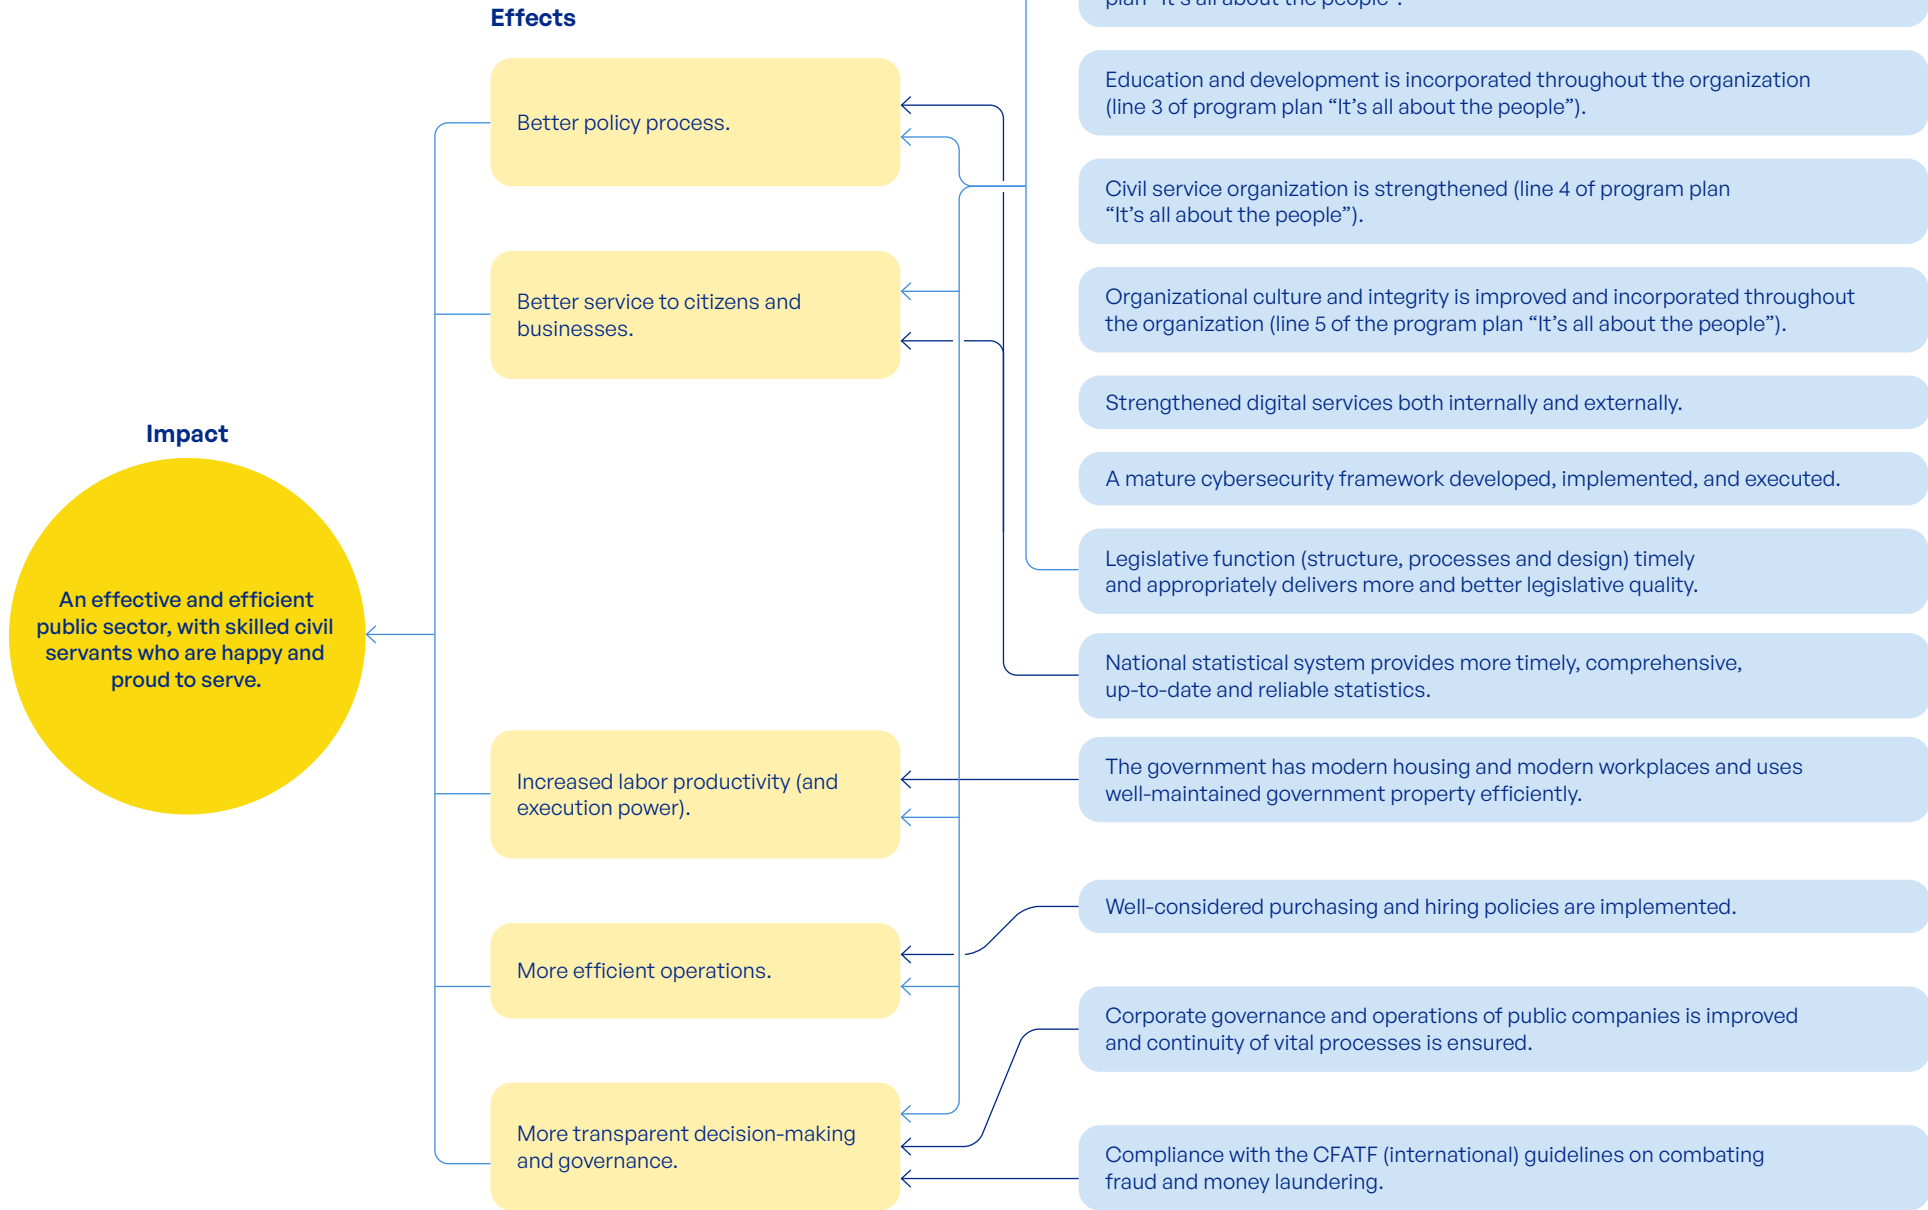 Effects
plan “It’s all about the people”.
Better policy process.
Education and development is incorporated throughout the organization
(line 3 of program plan “It’s all about the people”).
Civil service organization is strengthened (line 4 of program plan
“It’s all about the people”).
Better service to citizens and
businesses.
Organizational culture and integrity is improved and incorporated throughout
the organization (line 5 of the program plan “It’s all about the people”).
Strengthened digital services both internally and externally.
Impact
A mature cybersecurity framework developed, implemented, and executed.
An effective and efficient
public sector, with skilled civil
servants who are happy and
proud to serve.
Legislative function (structure, processes and design) timely
and appropriately delivers more and better legislative quality.
National statistical system provides more timely, comprehensive,
up-to-date and reliable statistics.
Increased labor productivity (and
execution power).
The government has modern housing and modern workplaces and uses
well-maintained government property efficiently.
More efficient operations.
Well-considered purchasing and hiring policies are implemented.
Corporate governance and operations of public companies is improved
and continuity of vital processes is ensured.
More transparent decision-making
and governance.
Compliance with the CFATF (international) guidelines on combating
fraud and money laundering.